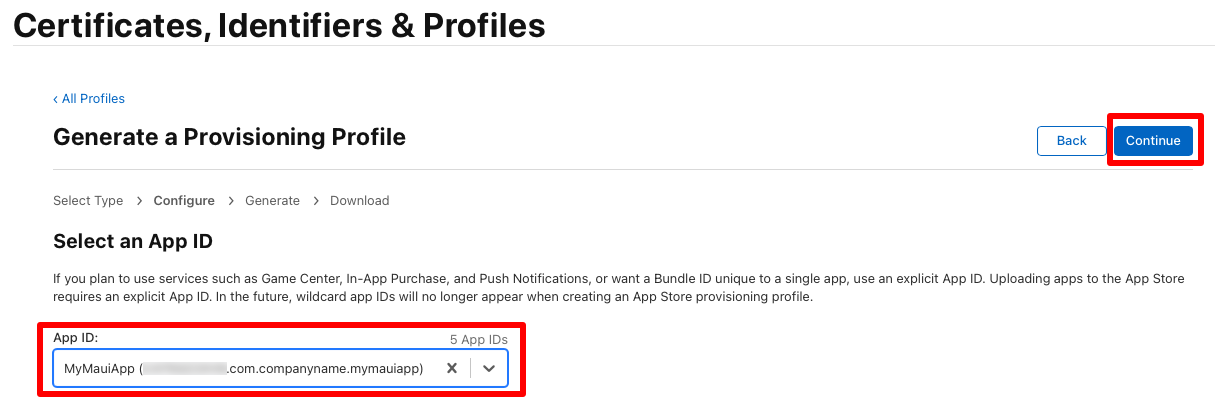 Certificates, Identifiers & Profiles
‹ All Profiles
Generate a Provisioning Profile
Back
Continue
Select Type > Configure > Generate > Download
Select an App ID
If you plan to use services such as Game Center, In-App Purchase, and Push Notifications, or want a Bundle ID unique to a single app, use an explicit App ID. Uploading apps to the App Store
requires an explicit App ID. In the future, wildcard app IDs will no longer appear when creating an App Store provisioning profile.
App ID:
5 App IDs
MyMauiApp ( .com.companyname.mymauiapp)